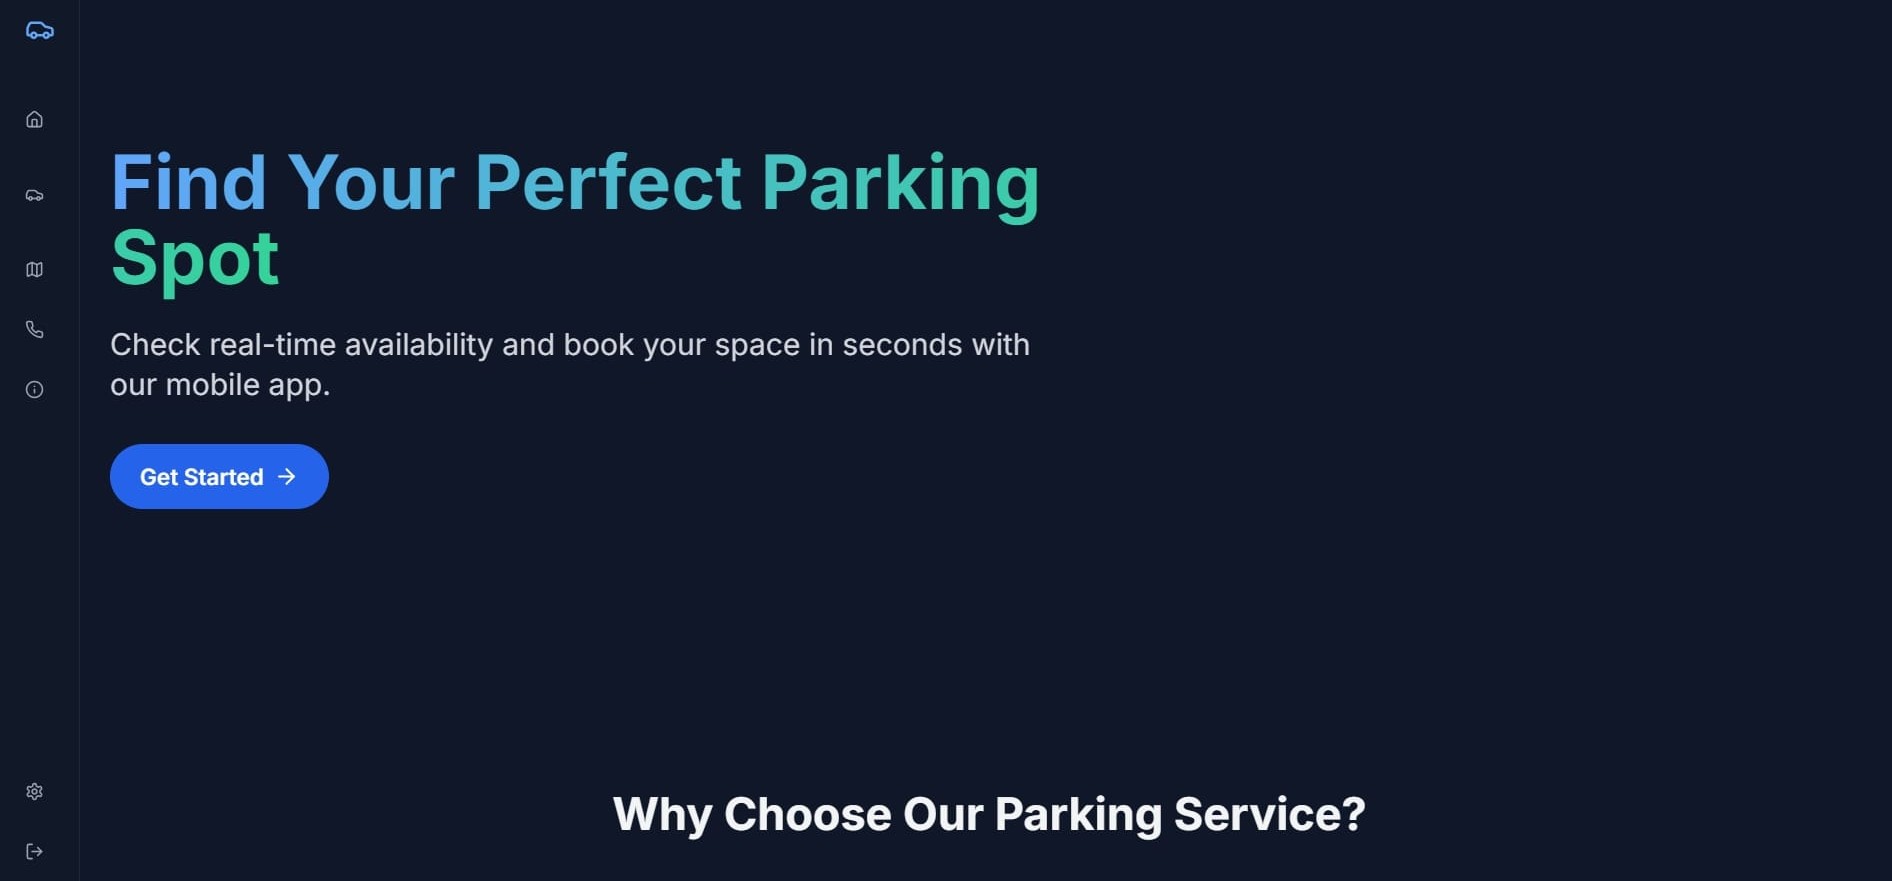 Find Your Perfect Parking
Spot
Check real-time availability and book your space in seconds with
our mobile app.
Get Started
Why Choose Our Parking Service?